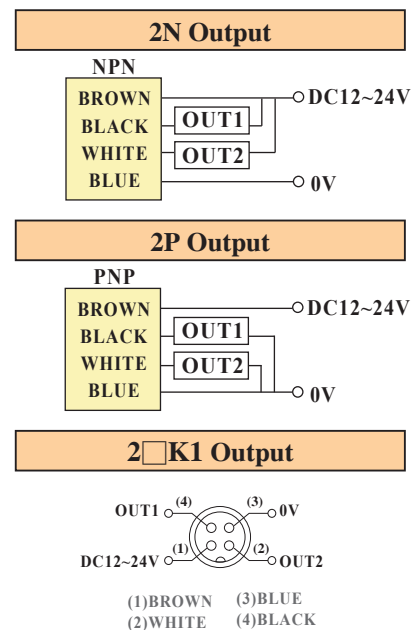 2N Output
NPN
BROWN
BLACK
WHITE
BLUE
OUT1
OUT2
DC12~24V
0V
2P Output
PNP
BROWN
BLACK
WHITE
BLUE
OUT1
OUT2
DC12~24V
0V
2□K1 Output
OUT1 (4) (3) 0V
DC12~24V (1) (2) OUT2
(1)BROWN (3)BLUE
(2)WHITE (4)BLACK